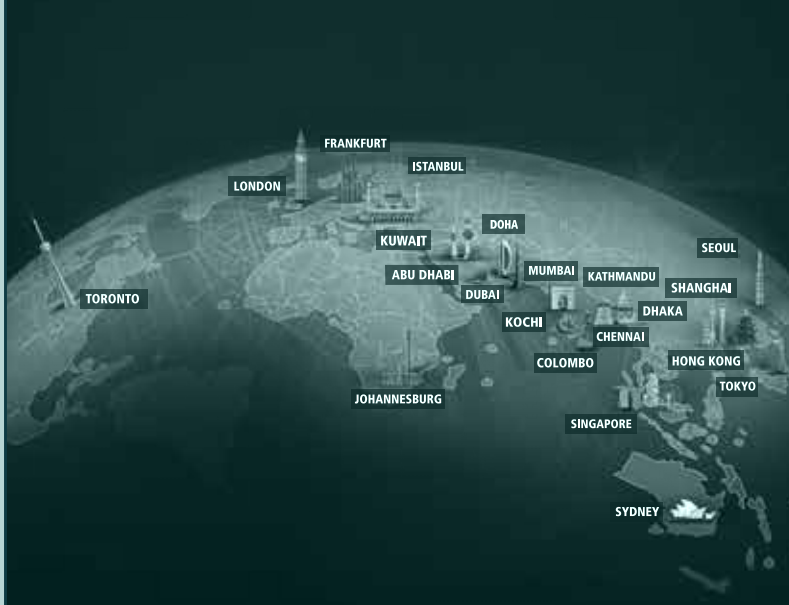 FRANKFURT
ISTANBUL
LONDON
DOHA
KUWAIT
SEOUL
ABU DHABI
MUMBAI
KATHMANDU
SHANGHAI
DUBAI
TORONTO
DHAKA
KOCHI
CHENNAI
COLOMBO
HONG KONG
TOKYO
JOHANNESBURG
SINGAPORE
SYDNEY